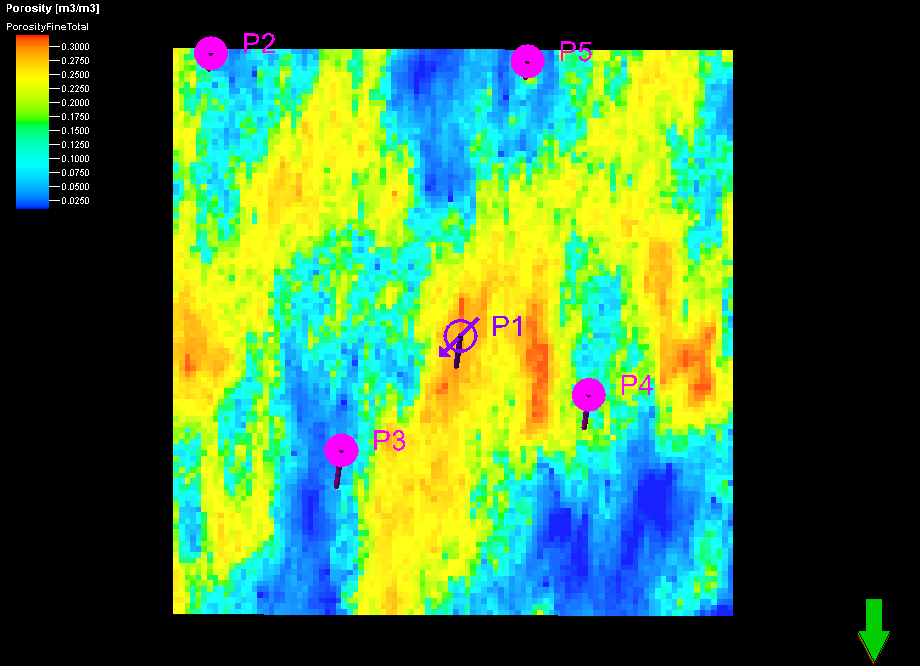 Porosity [m3/m3]
PorosityFineTotal
0.3000
0.2750
0.2500
0.2250
0.2000
0.1750
0.1500
0.1250
0.1000
0.0750
0.0500
0.0250
P2
P5
P1
P4
P3